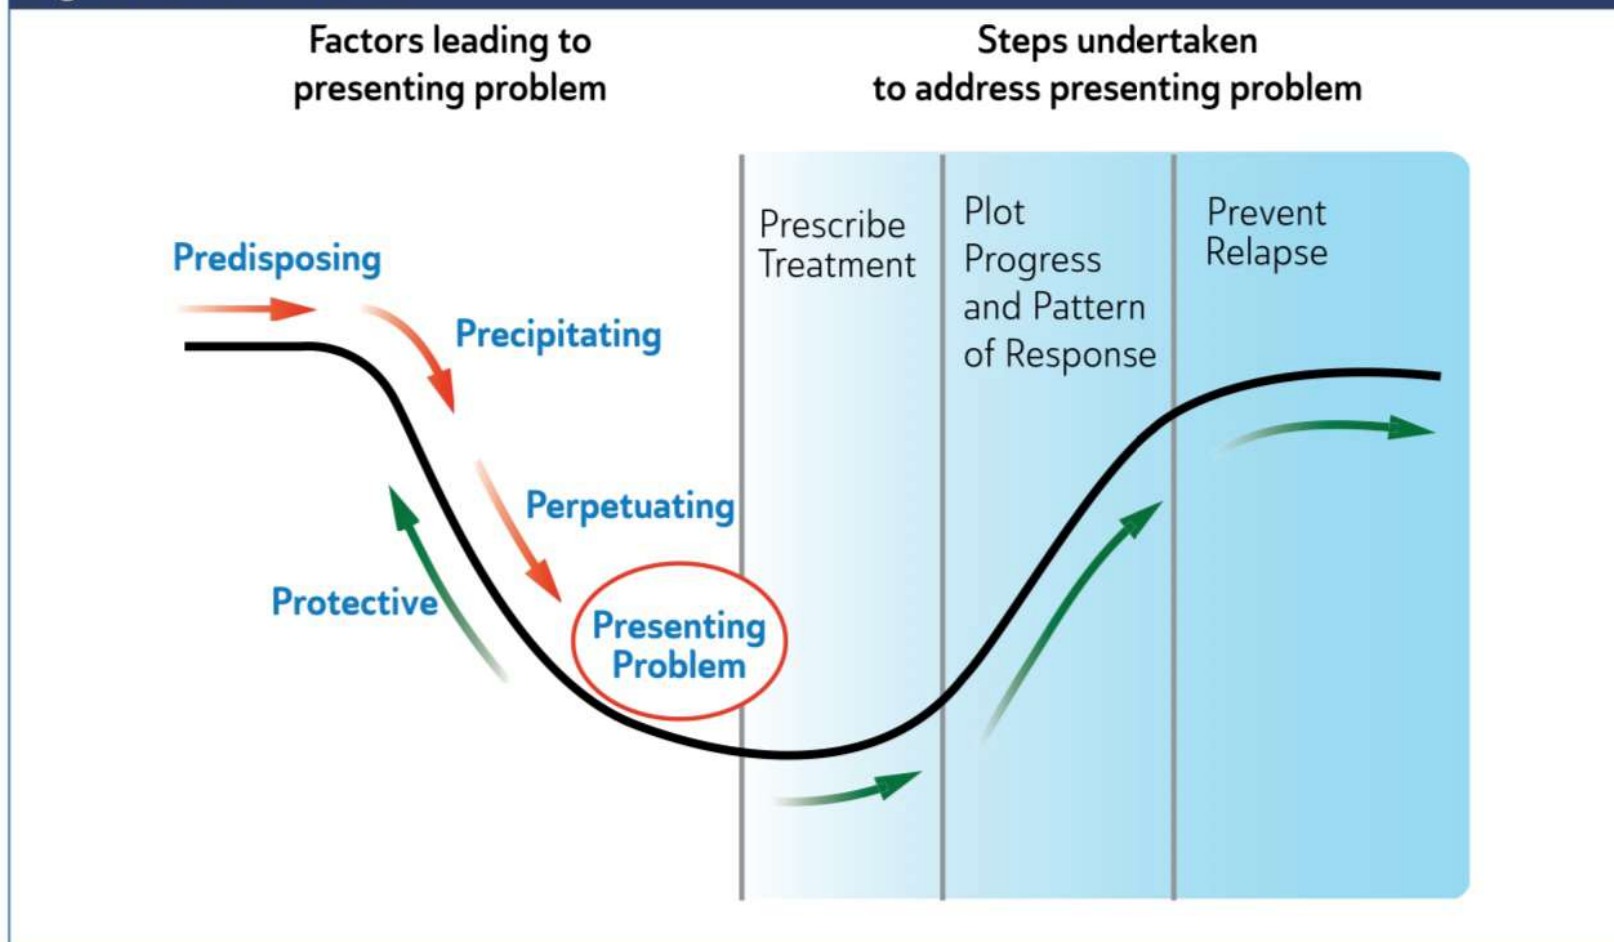 Factors leading to
presenting problem
Steps undertaken
to address presenting problem
Predisposing
Precipitating
Perpetuating
Protective
Presenting
Problem
Prescribe
Treatment
Plot
Progress
and Pattern
of Response
Prevent
Relapse